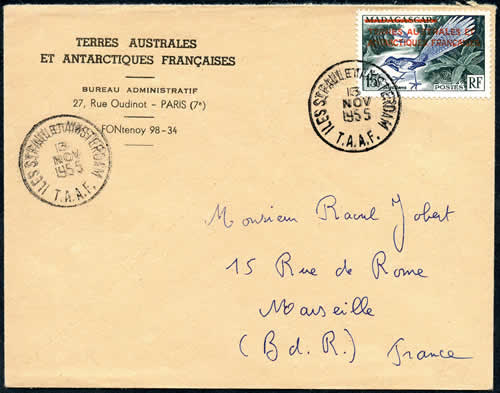 TERRES AUSTRALES
ET ANTARCTIQUES FRANÇAISES
BUREAU ADMINISTRATIF
27, Rue Oudinot - PARIS (7e)
FONtenoy 98-34
MADAGASCAR
TERRES AUSTRALES ET
ANTARCTIQUES FRANÇAISES
15F
POSTES
RF
ILES ST PAUL ET AMSTERDAM
13
NOV
1955
T.A.A.F.
ILES ST PAUL ET AMSTERDAM
13
NOV
1955
T.A.A.F.
Monsieur Raoul Jobert
15 Rue de Rome
Marseille
(B d. R.) France